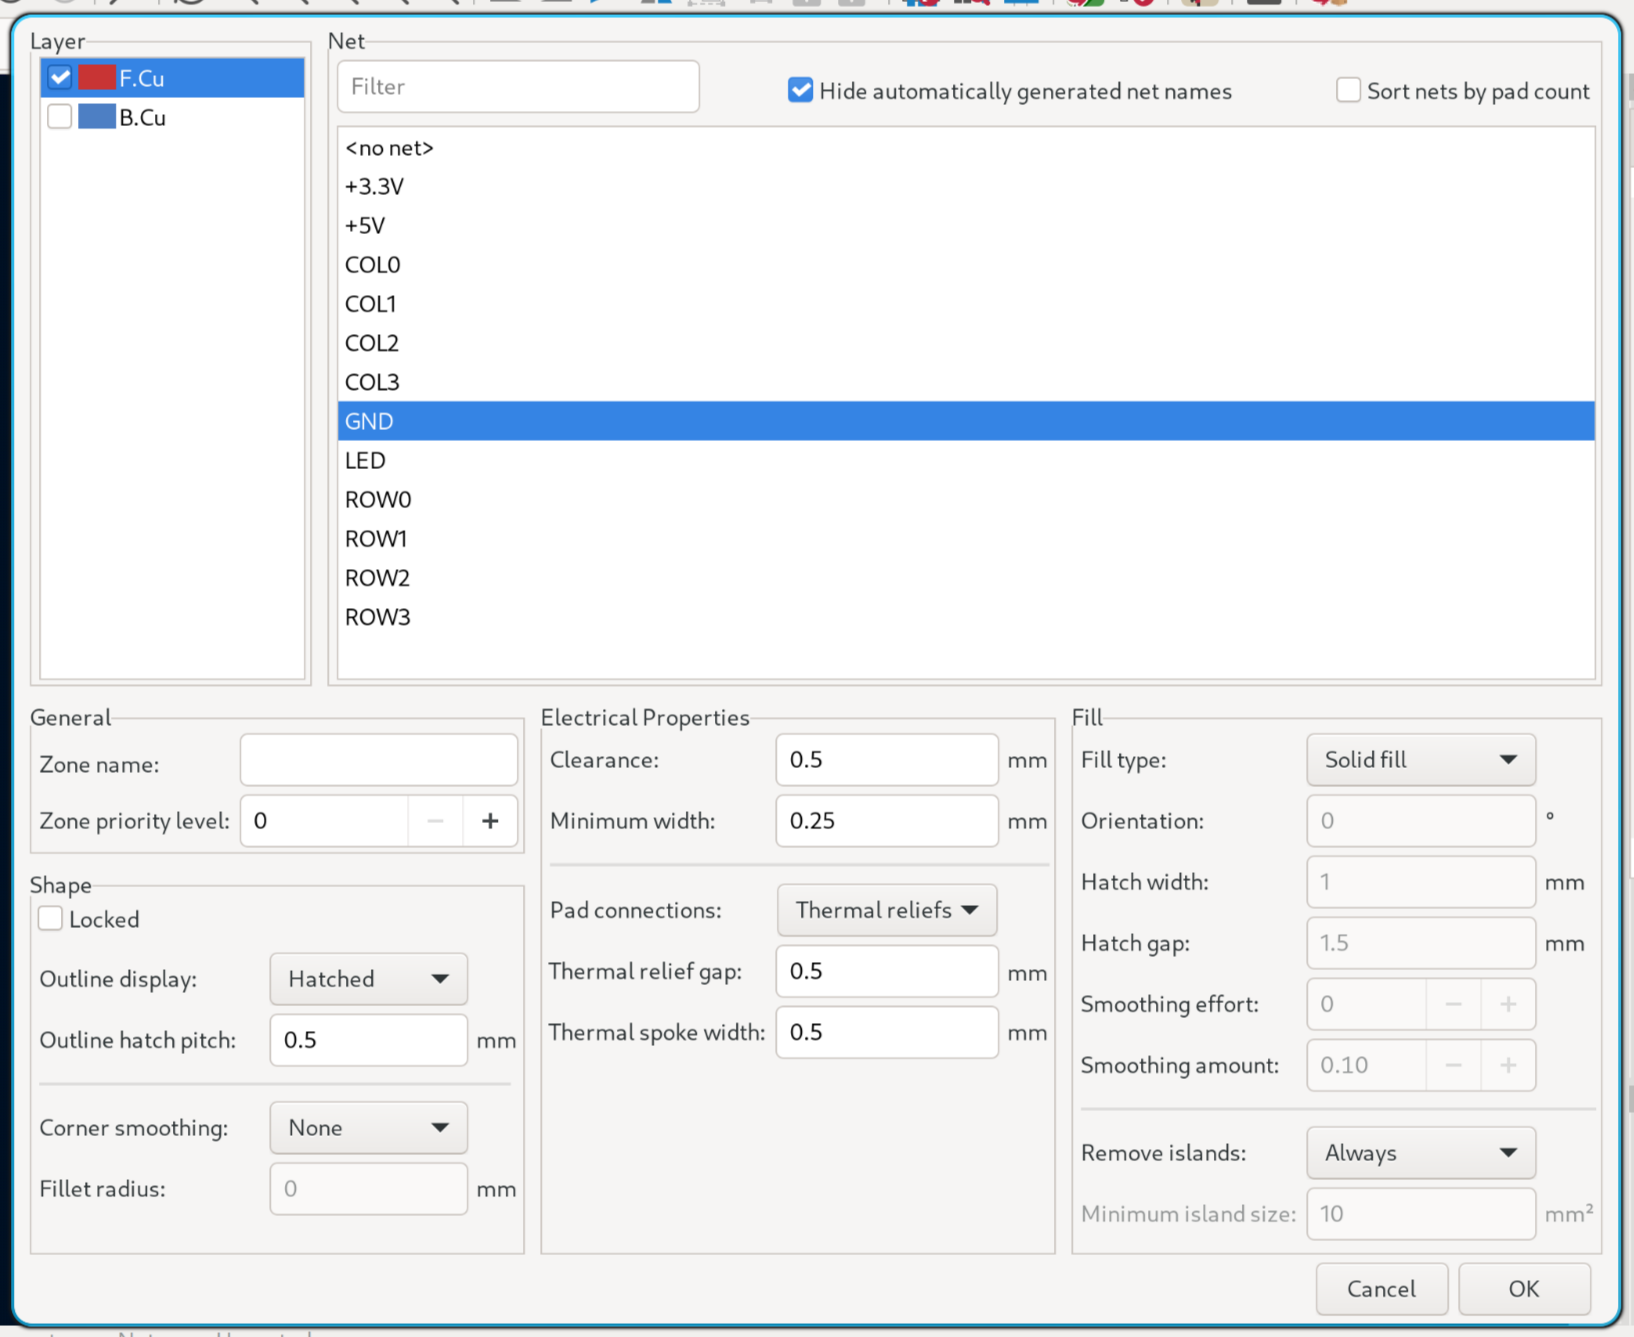 Layer
F.Cu
B.Cu
Net
Filter
Hide automatically generated net names
Sort nets by pad count
<no net>
+3.3V
+5V
COL0
COL1
COL2
COL3
GND
LED
ROW0
ROW1
ROW2
ROW3
General
Zone name:
Zone priority level: 0 − +
Shape
Locked
Outline display: Hatched
Outline hatch pitch: 0.5 mm
Corner smoothing: None
Fillet radius: 0 mm
Electrical Properties
Clearance: 0.5 mm
Minimum width: 0.25 mm
Pad connections: Thermal reliefs
Thermal relief gap: 0.5 mm
Thermal spoke width: 0.5 mm
Fill
Fill type: Solid fill
Orientation: 0 °
Hatch width: 1 mm
Hatch gap: 1.5 mm
Smoothing effort: 0 − +
Smoothing amount: 0.10 − +
Remove islands: Always
Minimum island size: 10 mm²
Cancel
OK